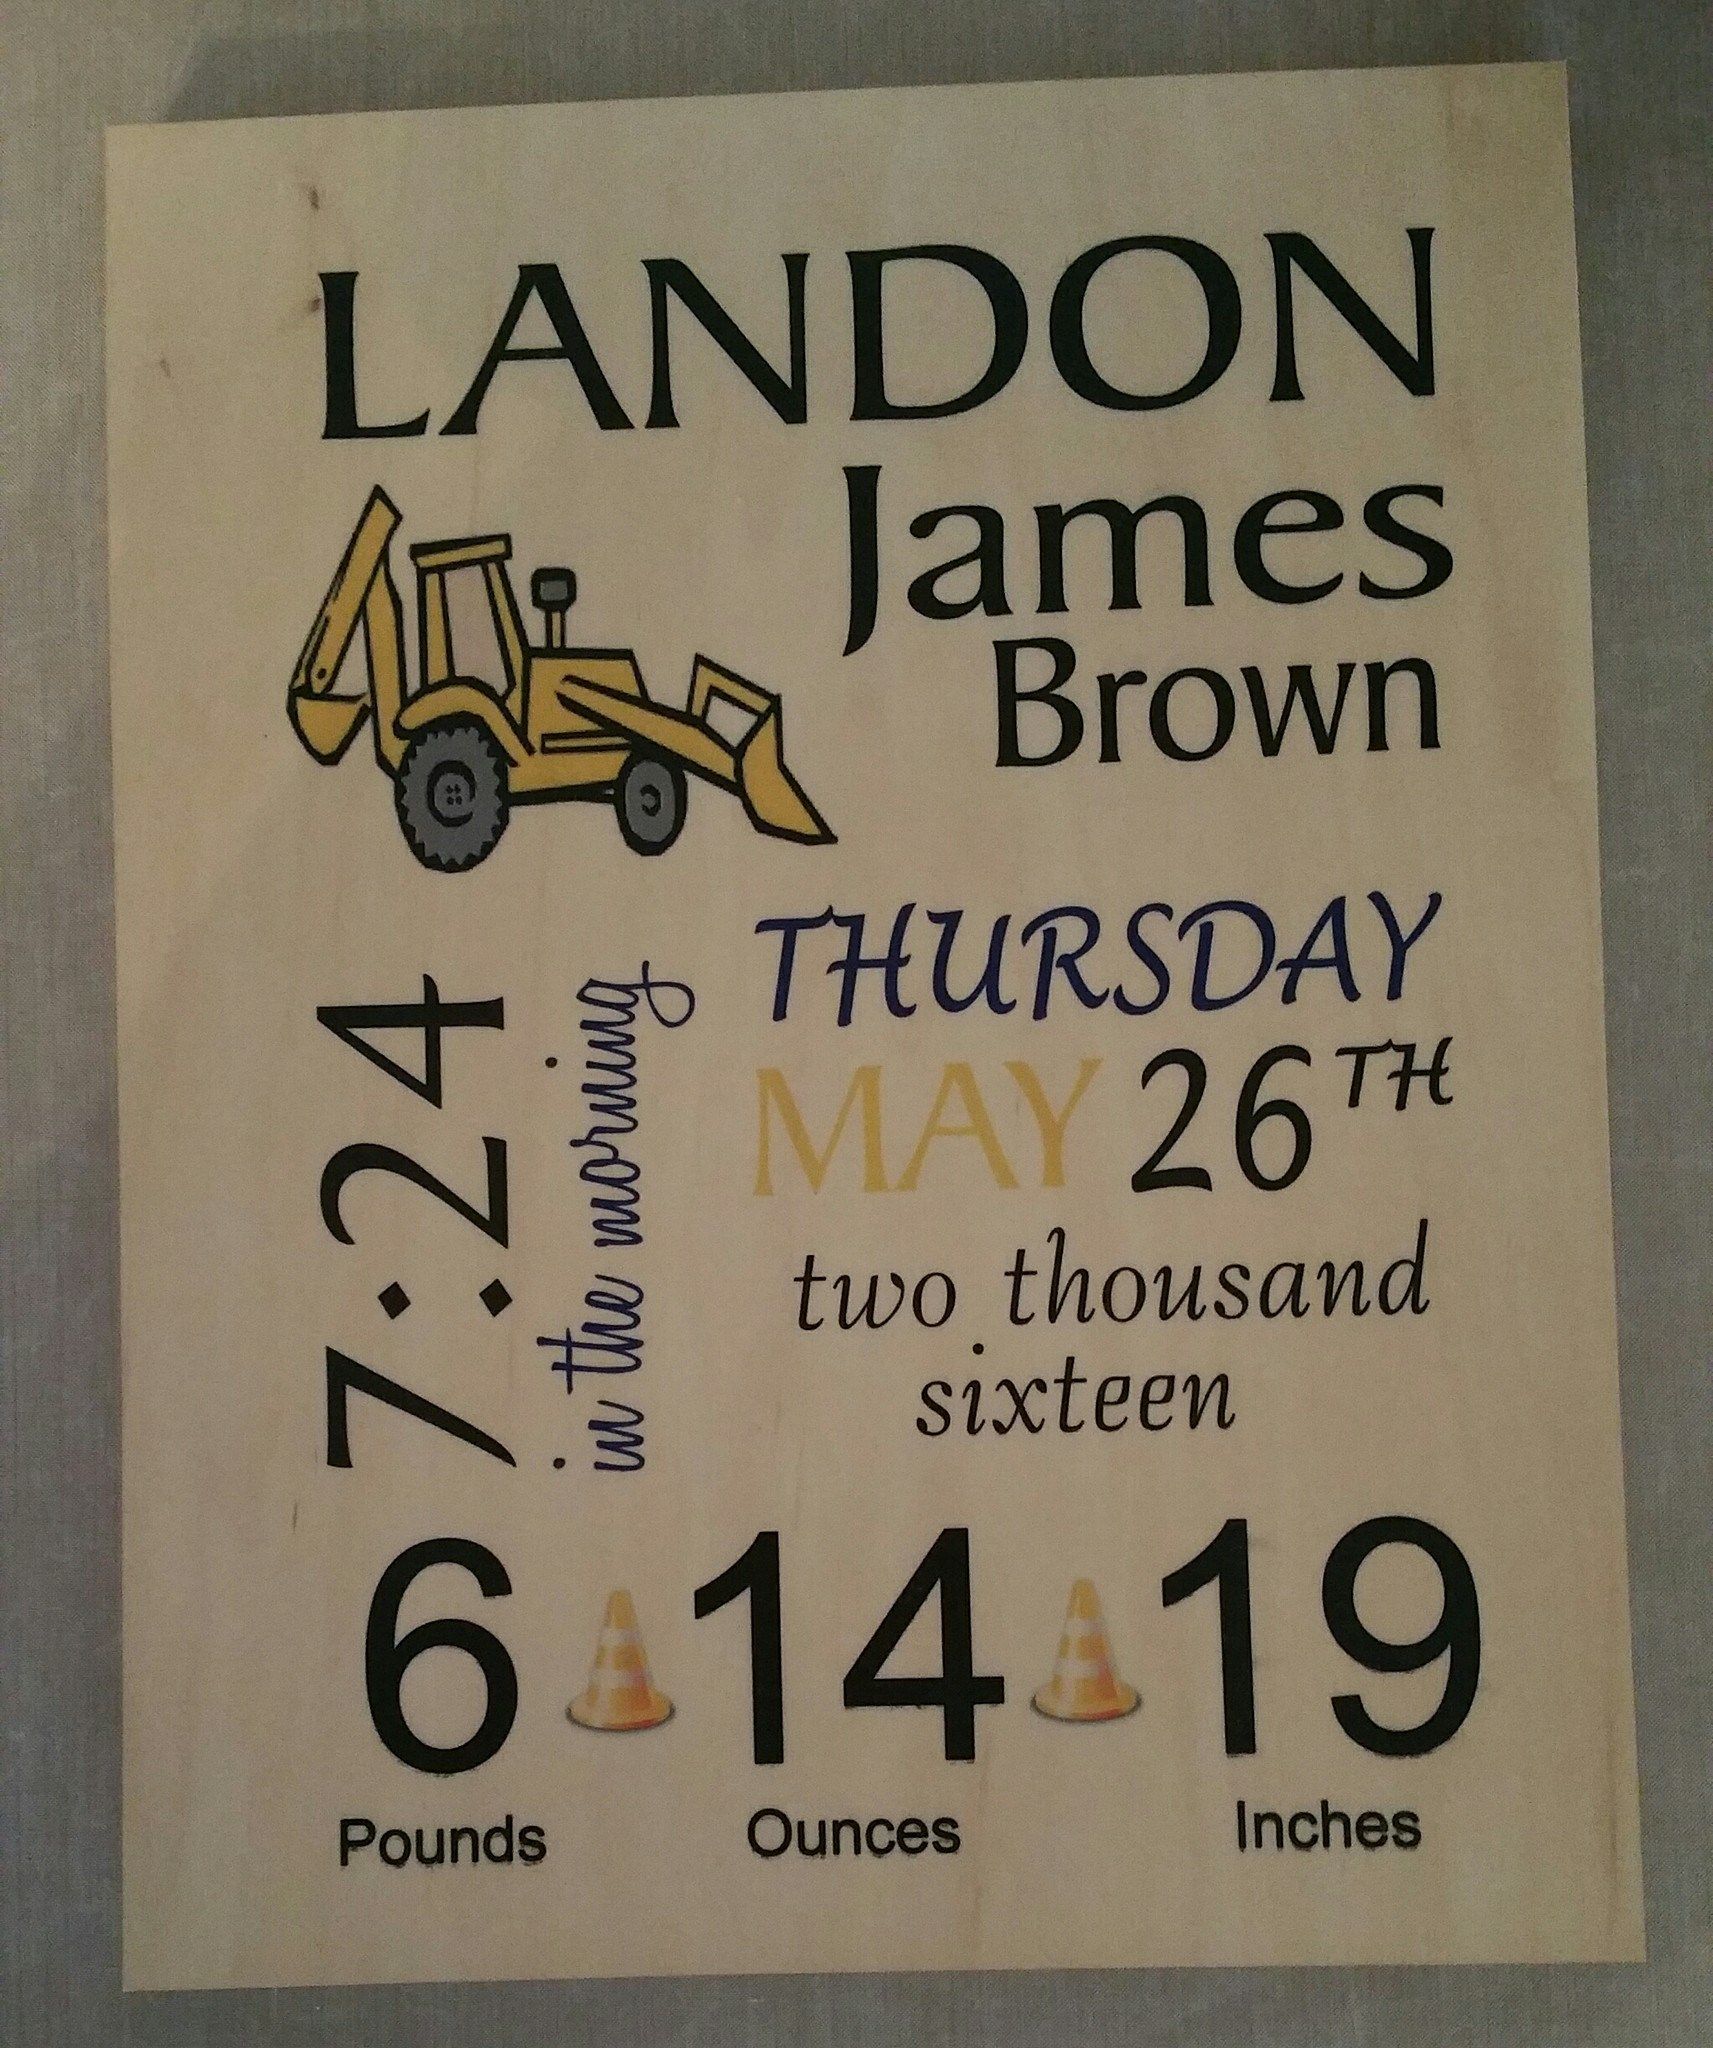 LANDON
James
Brown
7:24
in the morning
THURSDAY
MAY 26TH
two thousand
sixteen
6 14 19
Pounds Ounces Inches